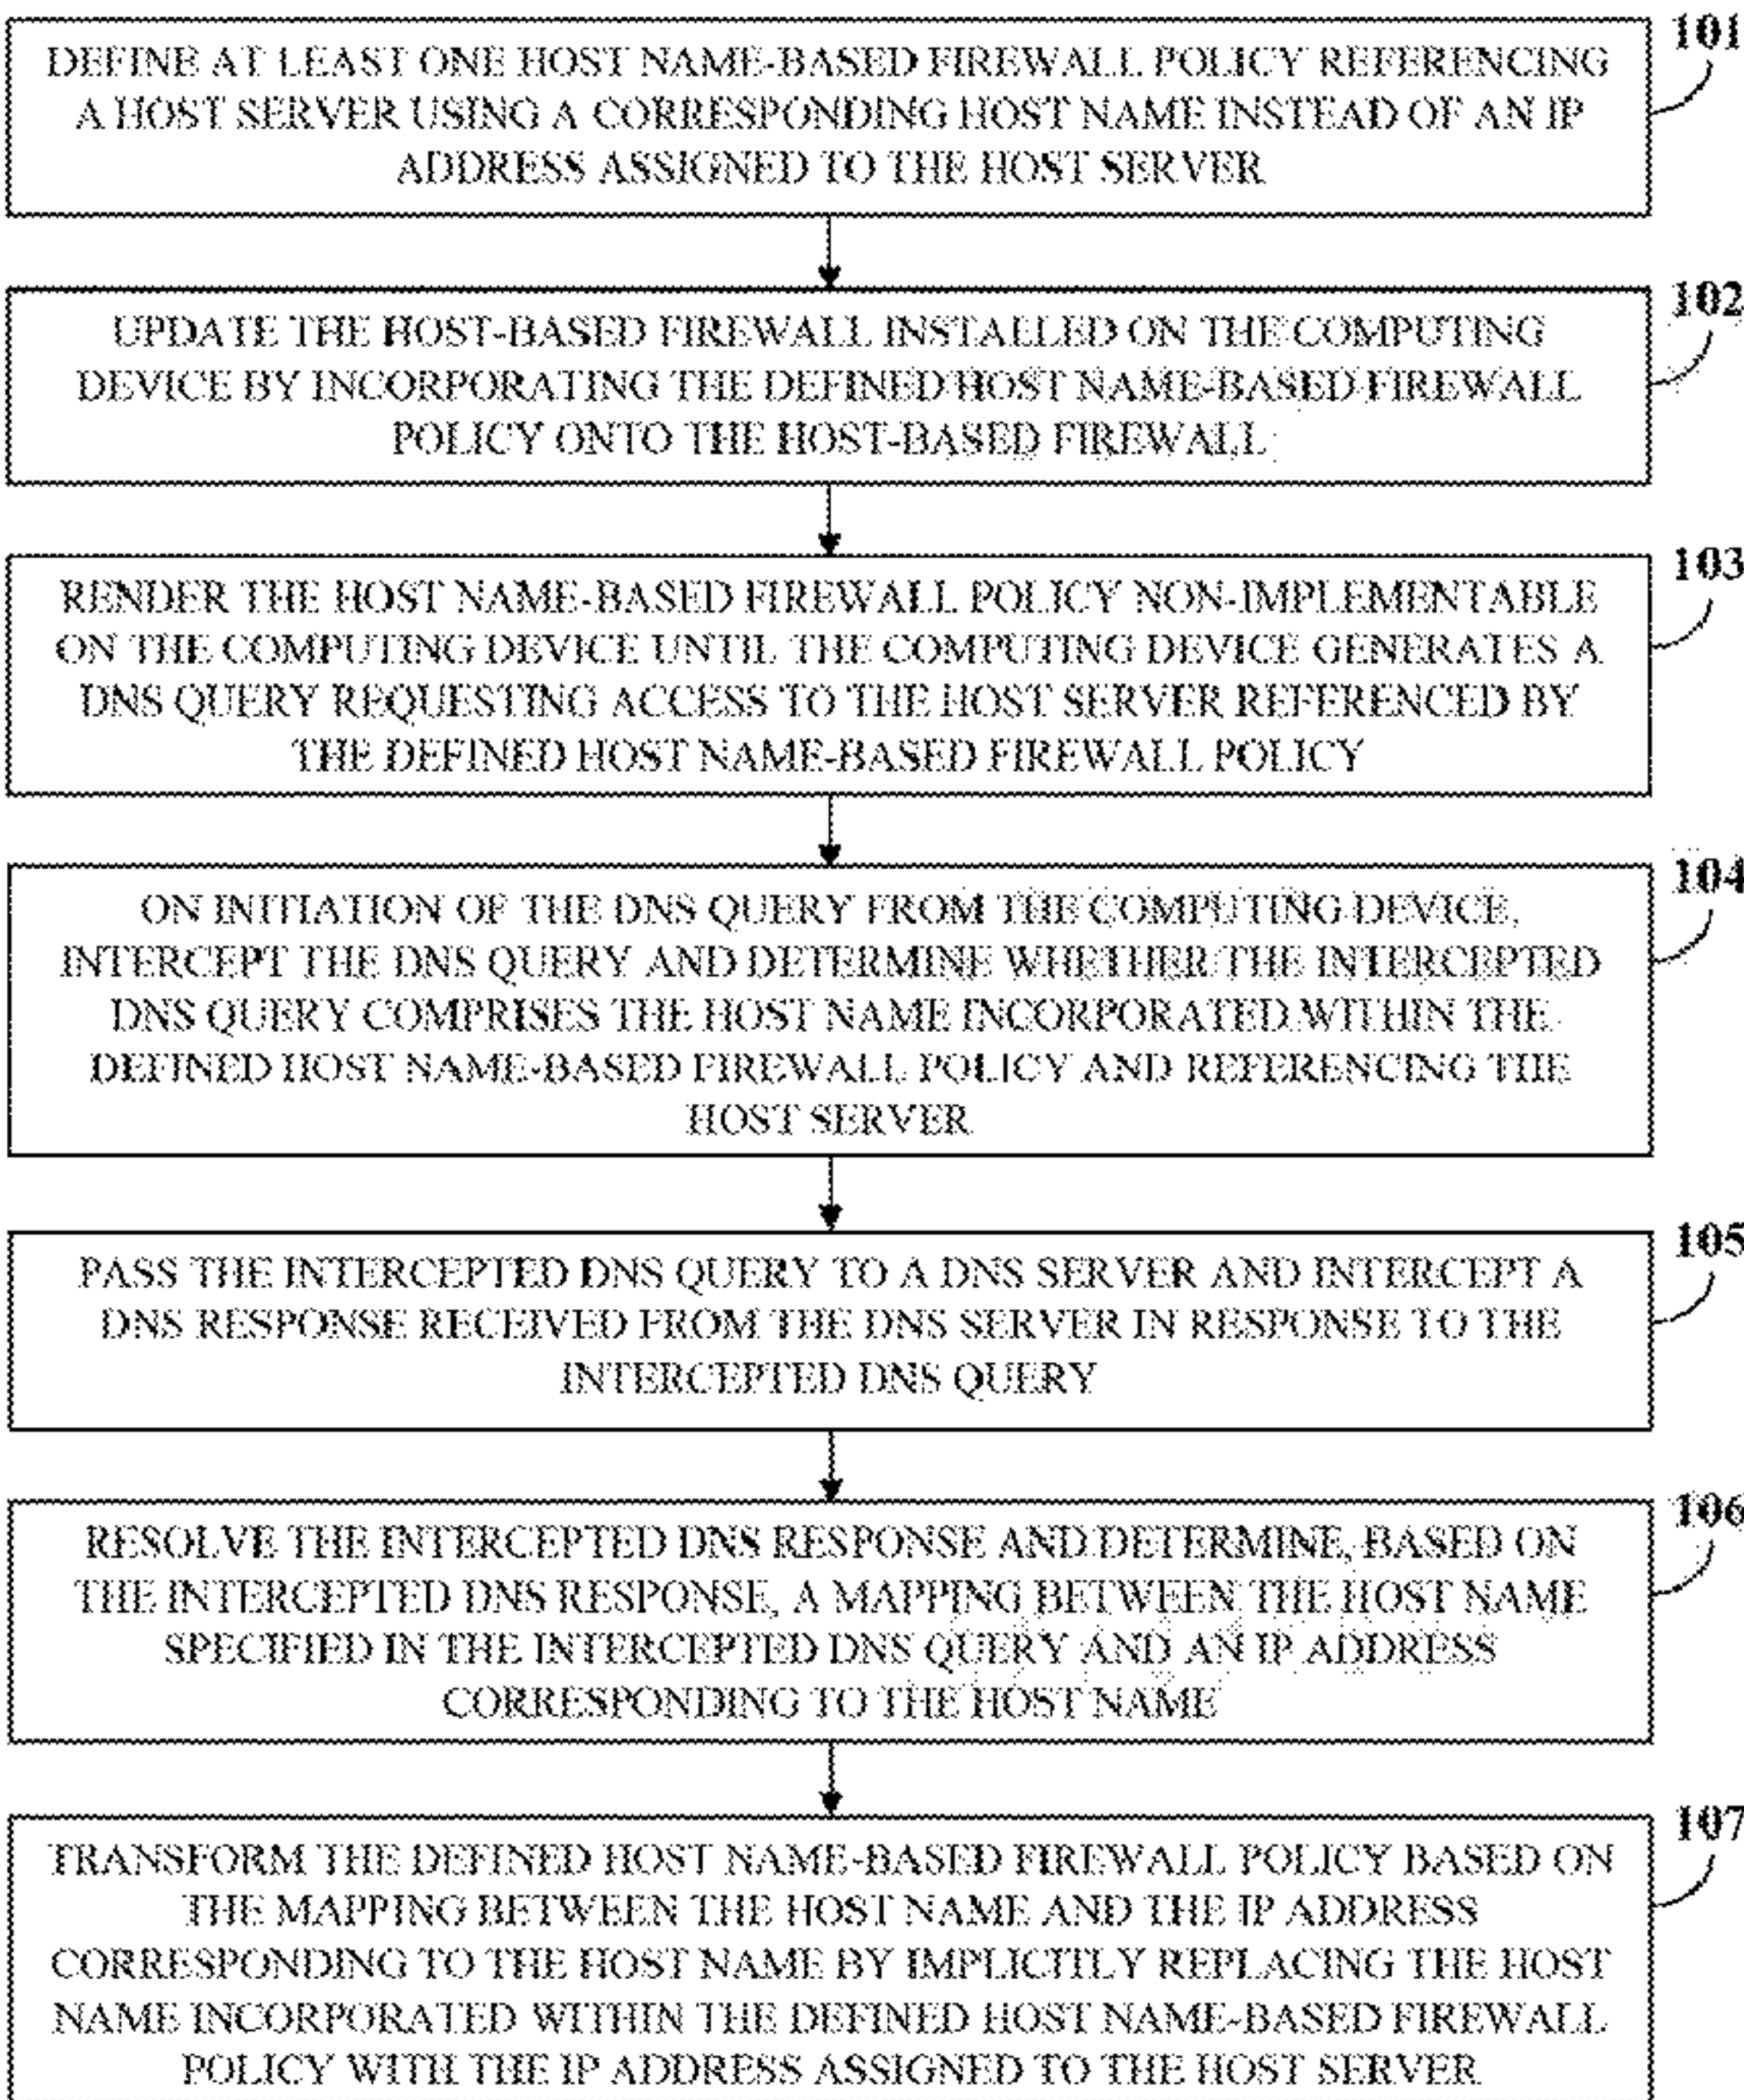 101
DEFINE AT LEAST ONE HOST NAME-BASED FIREWALL POLICY REFERENCING
A HOST SERVER USING A CORRESPONDING HOST NAME INSTEAD OF AN IP
ADDRESS ASSIGNED TO THE HOST SERVER
102
UPDATE THE HOST-BASED FIREWALL INSTALLED ON THE COMPUTING
DEVICE BY INCORPORATING THE DEFINED HOST NAME-BASED FIREWALL
POLICY ONTO THE HOST-BASED FIREWALL
103
RENDER THE HOST NAME-BASED FIREWALL POLICY NON-IMPLEMENTABLE
ON THE COMPUTING DEVICE UNTIL THE COMPUTING DEVICE GENERATES A
DNS QUERY REQUESTING ACCESS TO THE HOST SERVER REFERENCED BY
THE DEFINED HOST NAME-BASED FIREWALL POLICY
104
ON INITIATION OF THE DNS QUERY FROM THE COMPUTING DEVICE,
INTERCEPT THE DNS QUERY AND DETERMINE WHETHER THE INTERCEPTED
DNS QUERY COMPRISES THE HOST NAME INCORPORATED WITHIN THE
DEFINED HOST NAME-BASED FIREWALL POLICY AND REFERENCING THE
HOST SERVER
105
PASS THE INTERCEPTED DNS QUERY TO A DNS SERVER AND INTERCEPT A
DNS RESPONSE RECEIVED FROM THE DNS SERVER IN RESPONSE TO THE
INTERCEPTED DNS QUERY
106
RESOLVE THE INTERCEPTED DNS RESPONSE AND DETERMINE, BASED ON
THE INTERCEPTED DNS RESPONSE, A MAPPING BETWEEN THE HOST NAME
SPECIFIED IN THE INTERCEPTED DNS QUERY AND AN IP ADDRESS
CORRESPONDING TO THE HOST NAME
107
TRANSFORM THE DEFINED HOST NAME-BASED FIREWALL POLICY BASED ON
THE MAPPING BETWEEN THE HOST NAME AND THE IP ADDRESS
CORRESPONDING TO THE HOST NAME BY IMPLICITLY REPLACING THE HOST
NAME INCORPORATED WITHIN THE DEFINED HOST NAME-BASED FIREWALL
POLICY WITH THE IP ADDRESS ASSIGNED TO THE HOST SERVER